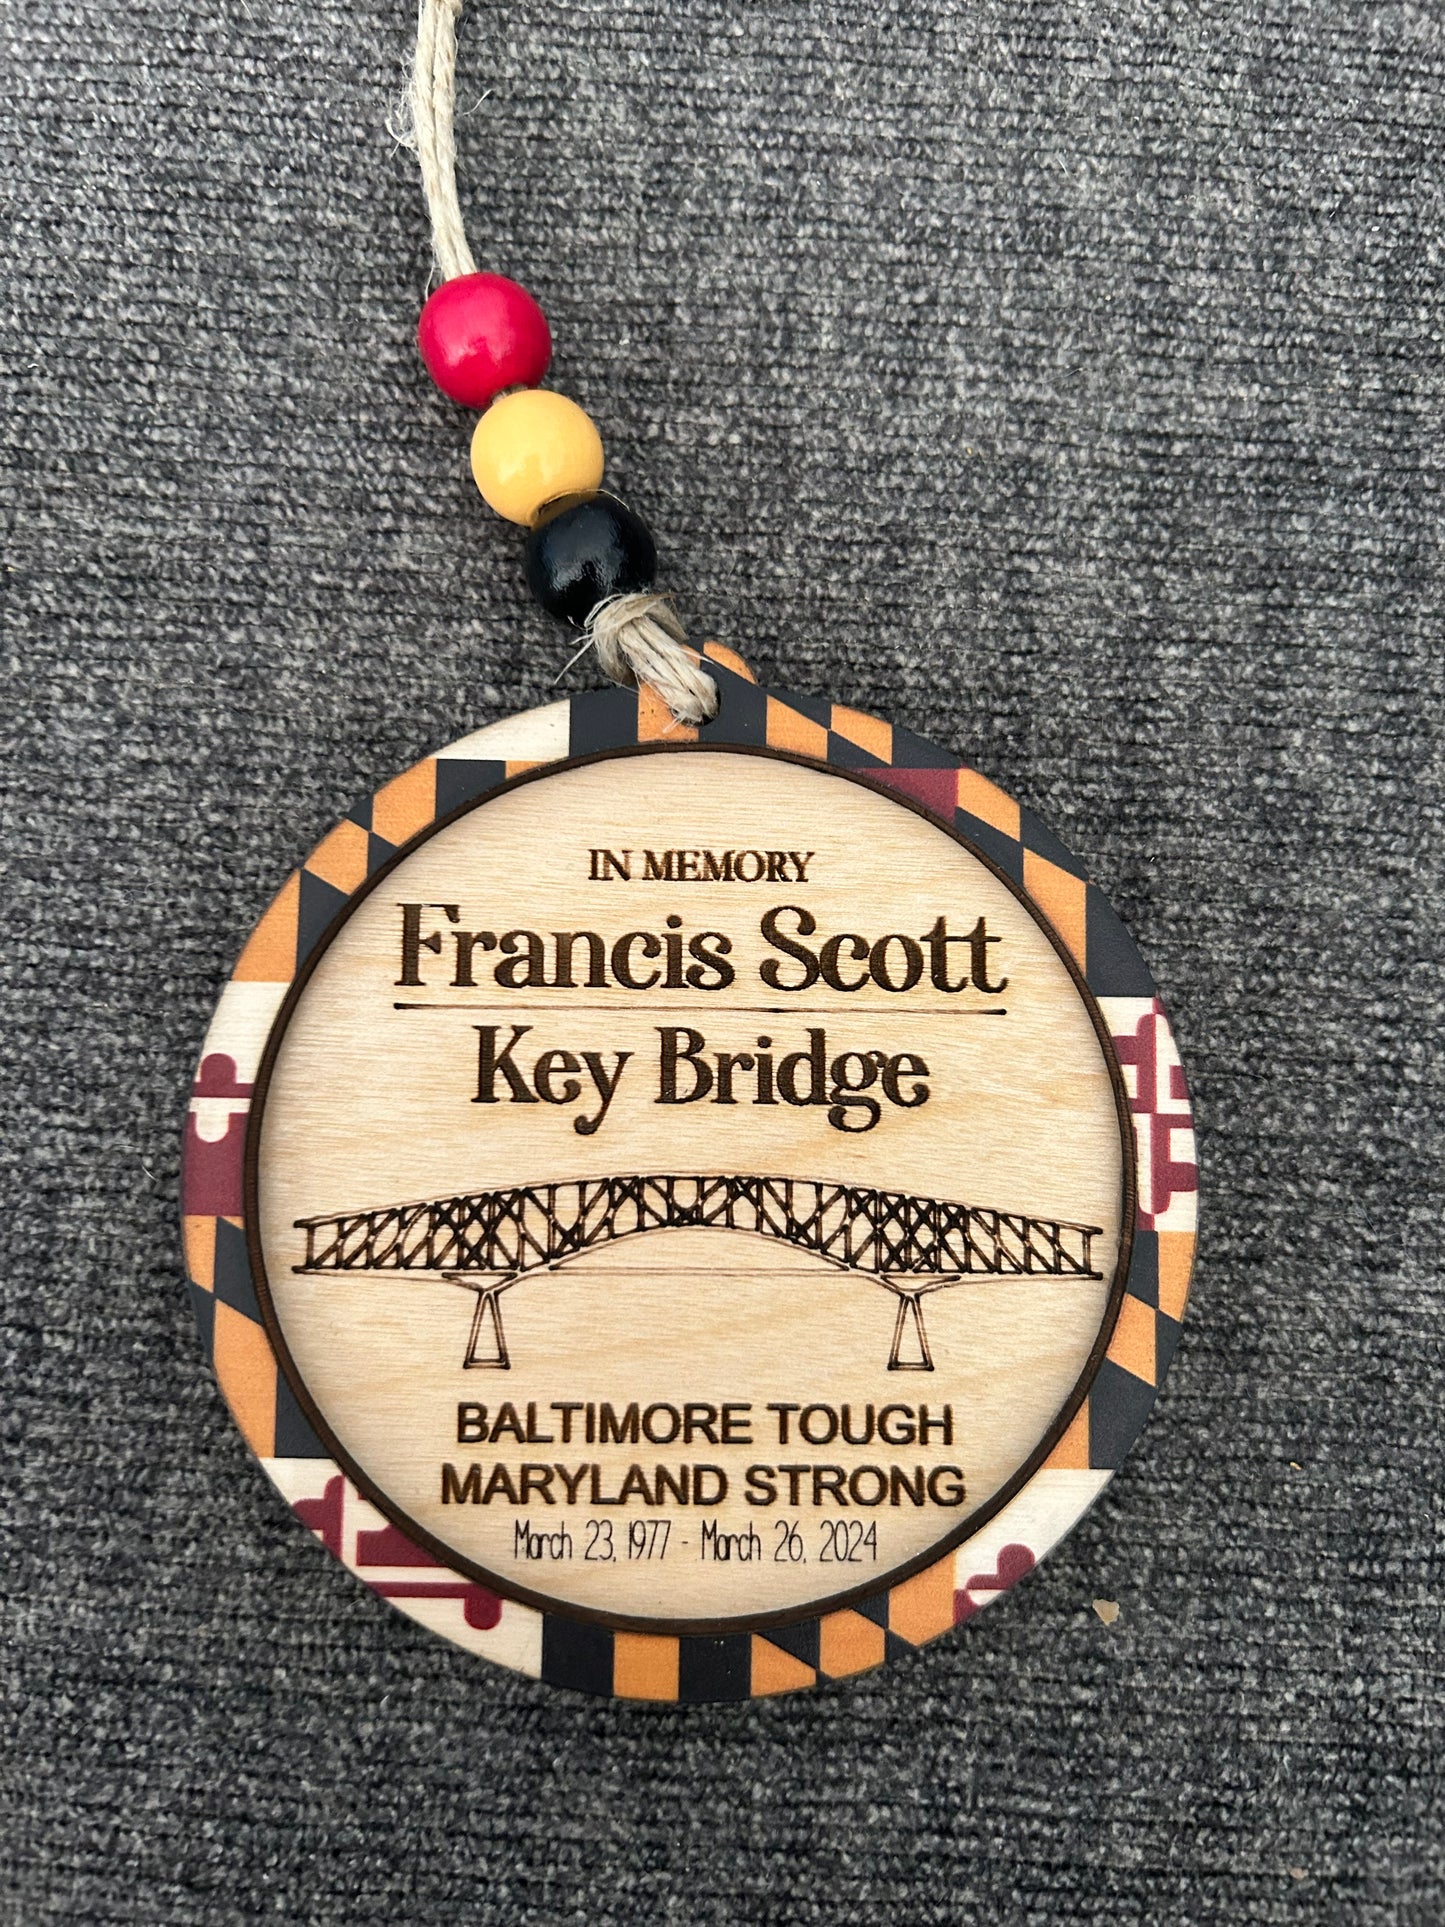 IN MEMORY
Francis Scott
Key Bridge
BALTIMORE TOUGH
MARYLAND STRONG
March 23, 1977 - March 26, 2024